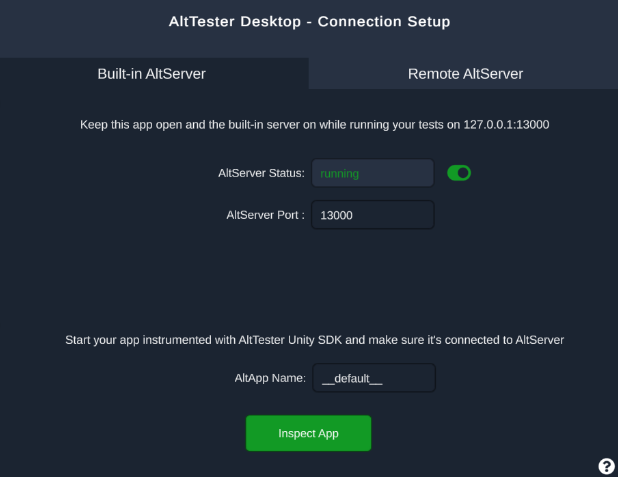 AltTester Desktop - Connection Setup
Built-in AltServer
Remote AltServer
Keep this app open and the built-in server on while running your tests on 127.0.0.1:13000
AltServer Status:
running
AltServer Port :
13000
Start your app instrumented with AltTester Unity SDK and make sure it's connected to AltServer
AltApp Name:
__default__
Inspect App
?